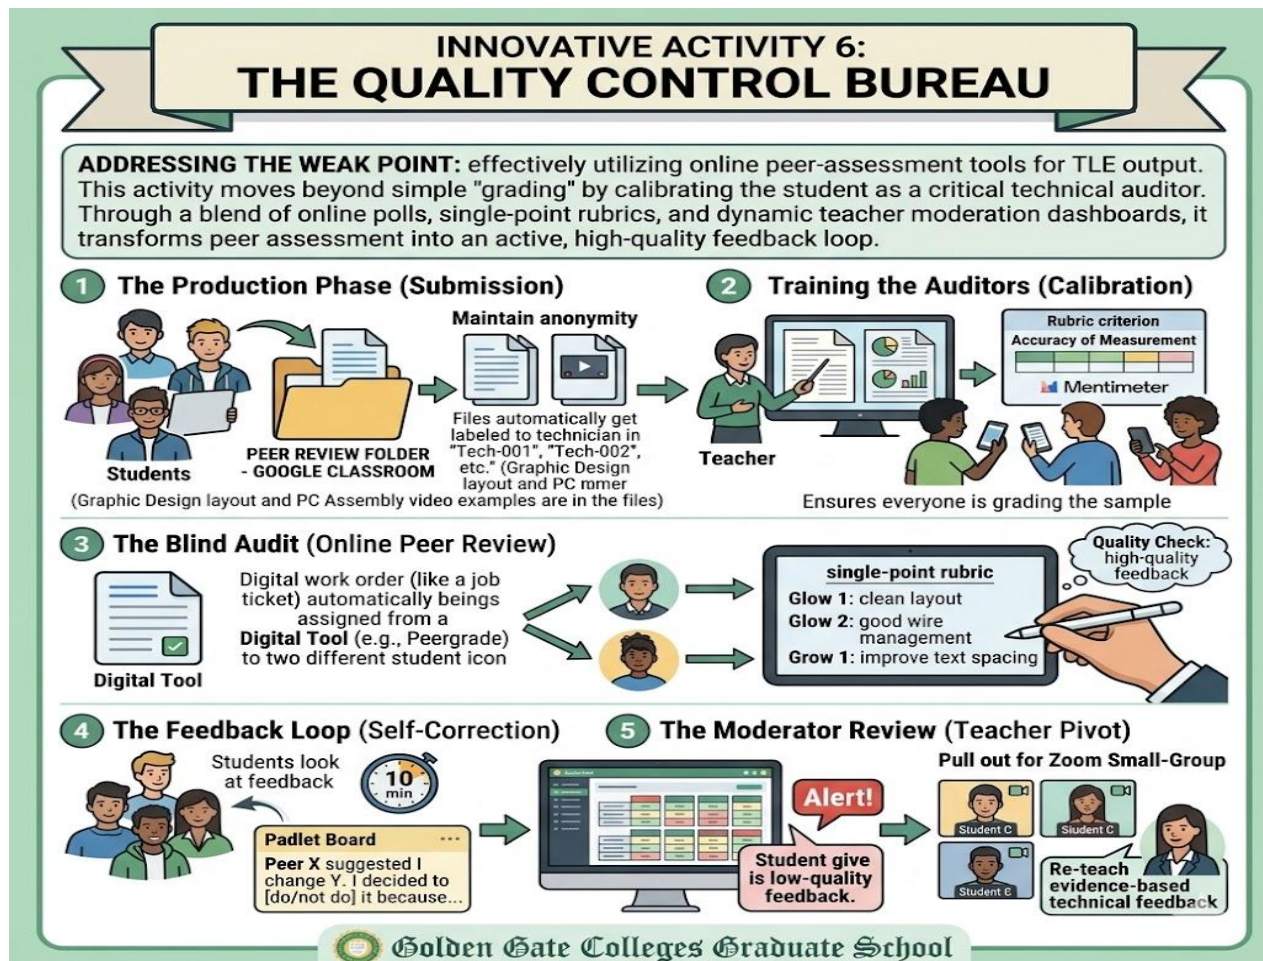 INNOVATIVE ACTIVITY 6:
THE QUALITY CONTROL BUREAU
ADDRESSING THE WEAK POINT: effectively utilizing online peer-assessment tools for TLE output.
This activity moves beyond simple "grading" by calibrating the student as a critical technical auditor.
Through a blend of online polls, single-point rubrics, and dynamic teacher moderation dashboards, it
transforms peer assessment into an active, high-quality feedback loop.
1 The Production Phase (Submission)
Maintain anonymity
Students
PEER REVIEW FOLDER
- GOOGLE CLASSROOM
Files automatically get
labeled to technician in
"Tech-001", "Tech-002",
etc." (Graphic Design
layout and PC mmer
(Graphic Design layout and PC Assembly video examples are in the files)
2 Training the Auditors (Calibration)
Teacher
Rubric criterion
Accuracy of Measurement
Mentimeter
Ensures everyone is grading the sample
3 The Blind Audit (Online Peer Review)
Digital Tool
Digital work order (like a job
ticket) automatically beings
assigned from a
Digital Tool (e.g., Peergrade)
to two different student icon
single-point rubric
Glow 1: clean layout
Glow 2: good wire
management
Grow 1: improve text spacing
Quality Check:
high-quality
feedback
4 The Feedback Loop (Self-Correction)
Students look
at feedback
10
min
Padlet Board
Peer X suggested I
change Y. I decided to
[do/not do] it because...
5 The Moderator Review (Teacher Pivot)
Alert!
Student give
is low-quality
feedback.
Pull out for Zoom Small-Group
Student C
Siudent C
Student
Re-teach
evidence-based
technical feedback
Golden Gate Colleges Graduate School